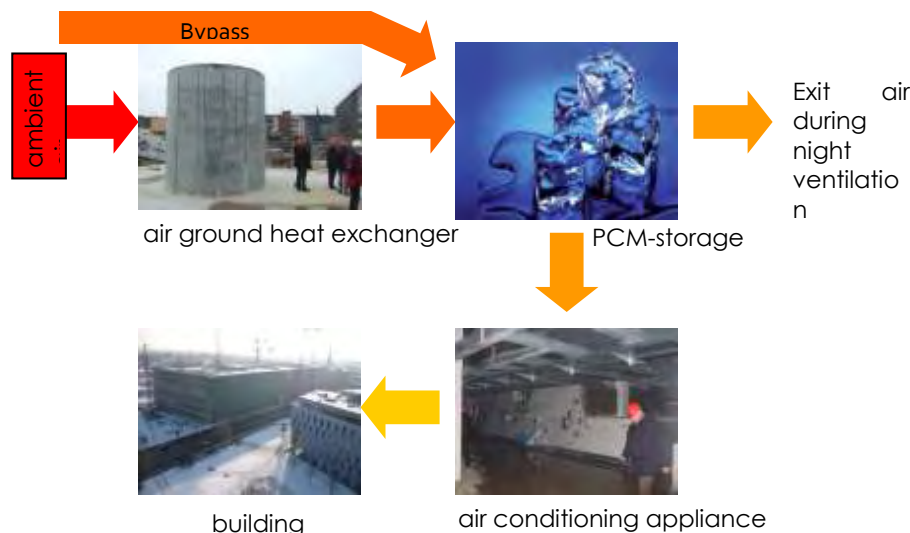 Bypass
ambient
air ground heat exchanger
PCM-storage
Exit air
during
night
ventilatio
n
building
air conditioning appliance